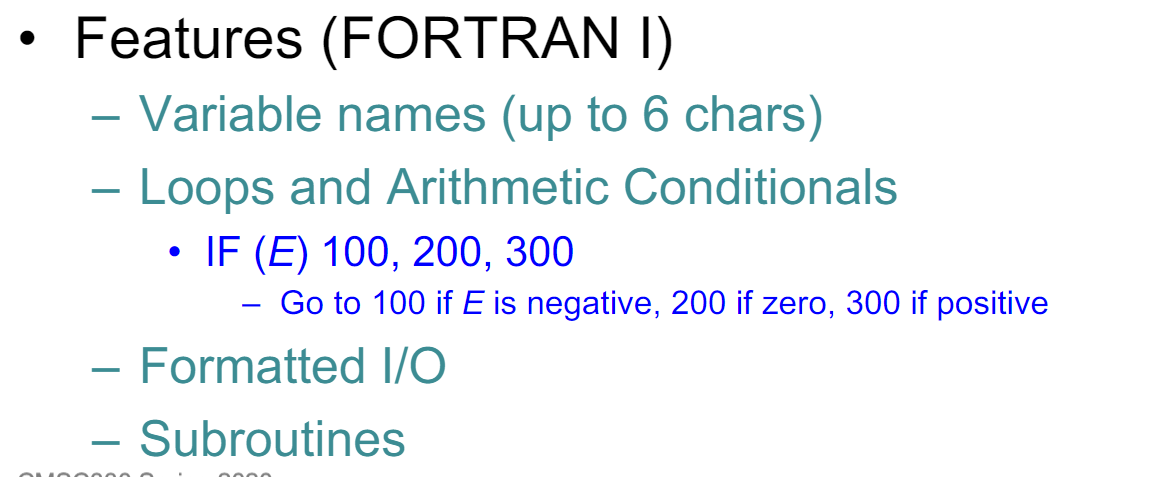 • Features (FORTRAN I)
– Variable names (up to 6 chars)
– Loops and Arithmetic Conditionals
• IF (E) 100, 200, 300
– Go to 100 if E is negative, 200 if zero, 300 if positive
– Formatted I/O
– Subroutines